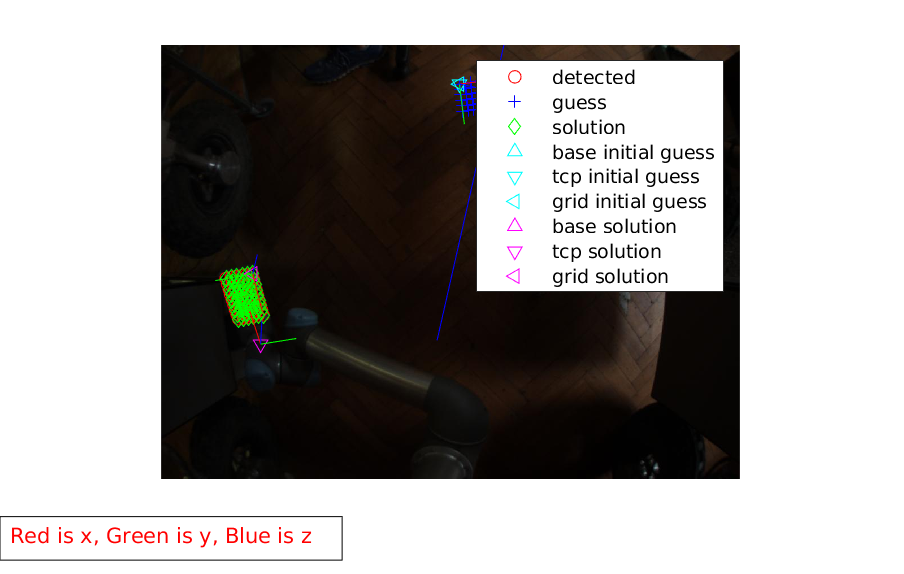 detected
guess
solution
base initial guess
tcp initial guess
grid initial guess
base solution
tcp solution
grid solution
Red is x, Green is y, Blue is z